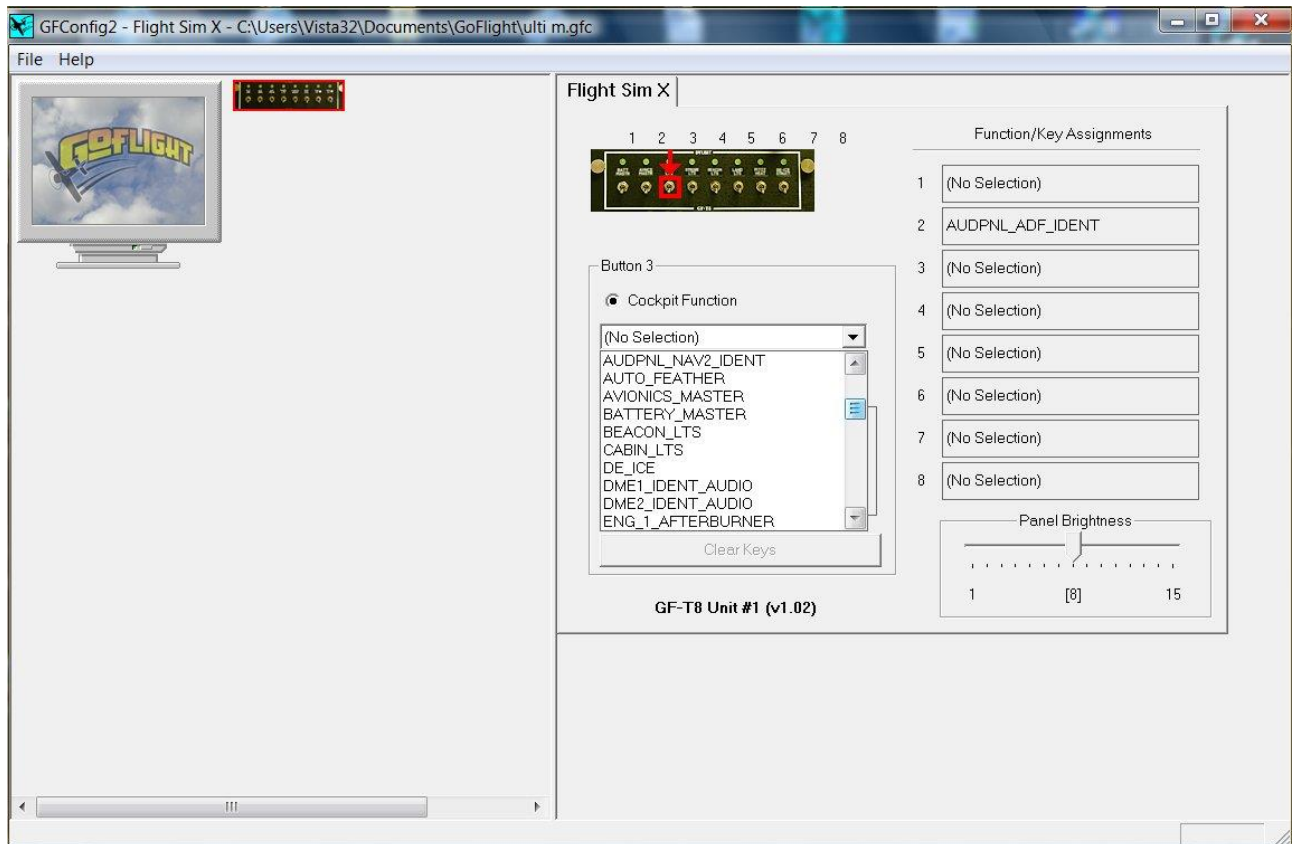 GFConfig2 - Flight Sim X - C:\Users\Vista32\Documents\GoFlight\ulti m.gfc
File Help
GOFLIGHT
Flight Sim X
1 2 3 4 5 6 7 8
GF-T8
Button 3
Cockpit Function
(No Selection)
AUDPNL_NAV2_IDENT
AUTO_FEATHER
AVIONICS_MASTER
BATTERY_MASTER
BEACON_LTS
CABIN_LTS
DE_ICE
DME1_IDENT_AUDIO
DME2_IDENT_AUDIO
ENG_1_AFTERBURNER
Clear Keys
GF-T8 Unit #1 (v1.02)
Function/Key Assignments
1 (No Selection)
2 AUDPNL_ADF_IDENT
3 (No Selection)
4 (No Selection)
5 (No Selection)
6 (No Selection)
7 (No Selection)
8 (No Selection)
Panel Brightness
1 [8] 15